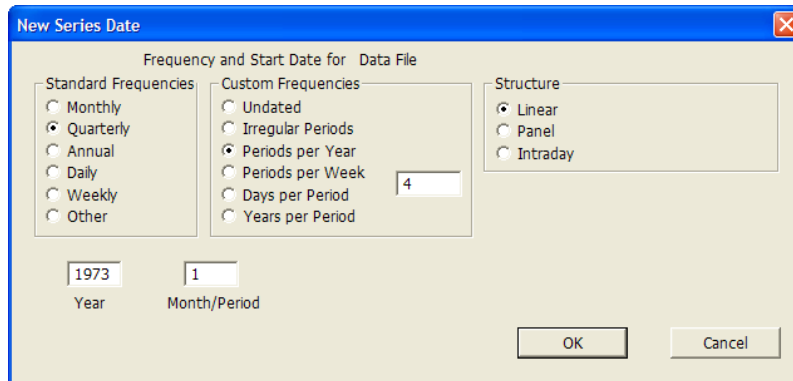 New Series Date
Frequency and Start Date for Data File
Standard Frequencies
Monthly
Quarterly
Annual
Daily
Weekly
Other
Custom Frequencies
Undated
Irregular Periods
Periods per Year
Periods per Week
Days per Period
Years per Period
4
Structure
Linear
Panel
Intraday
1973
1
Year
Month/Period
OK
Cancel